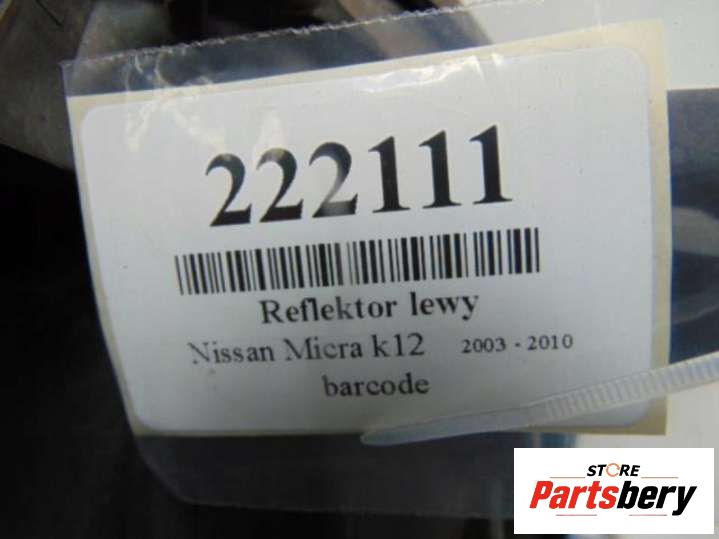 222111
Reflektor lewy
Nissan Micra k12 2003 - 2010
barcode
STORE
Partsbery